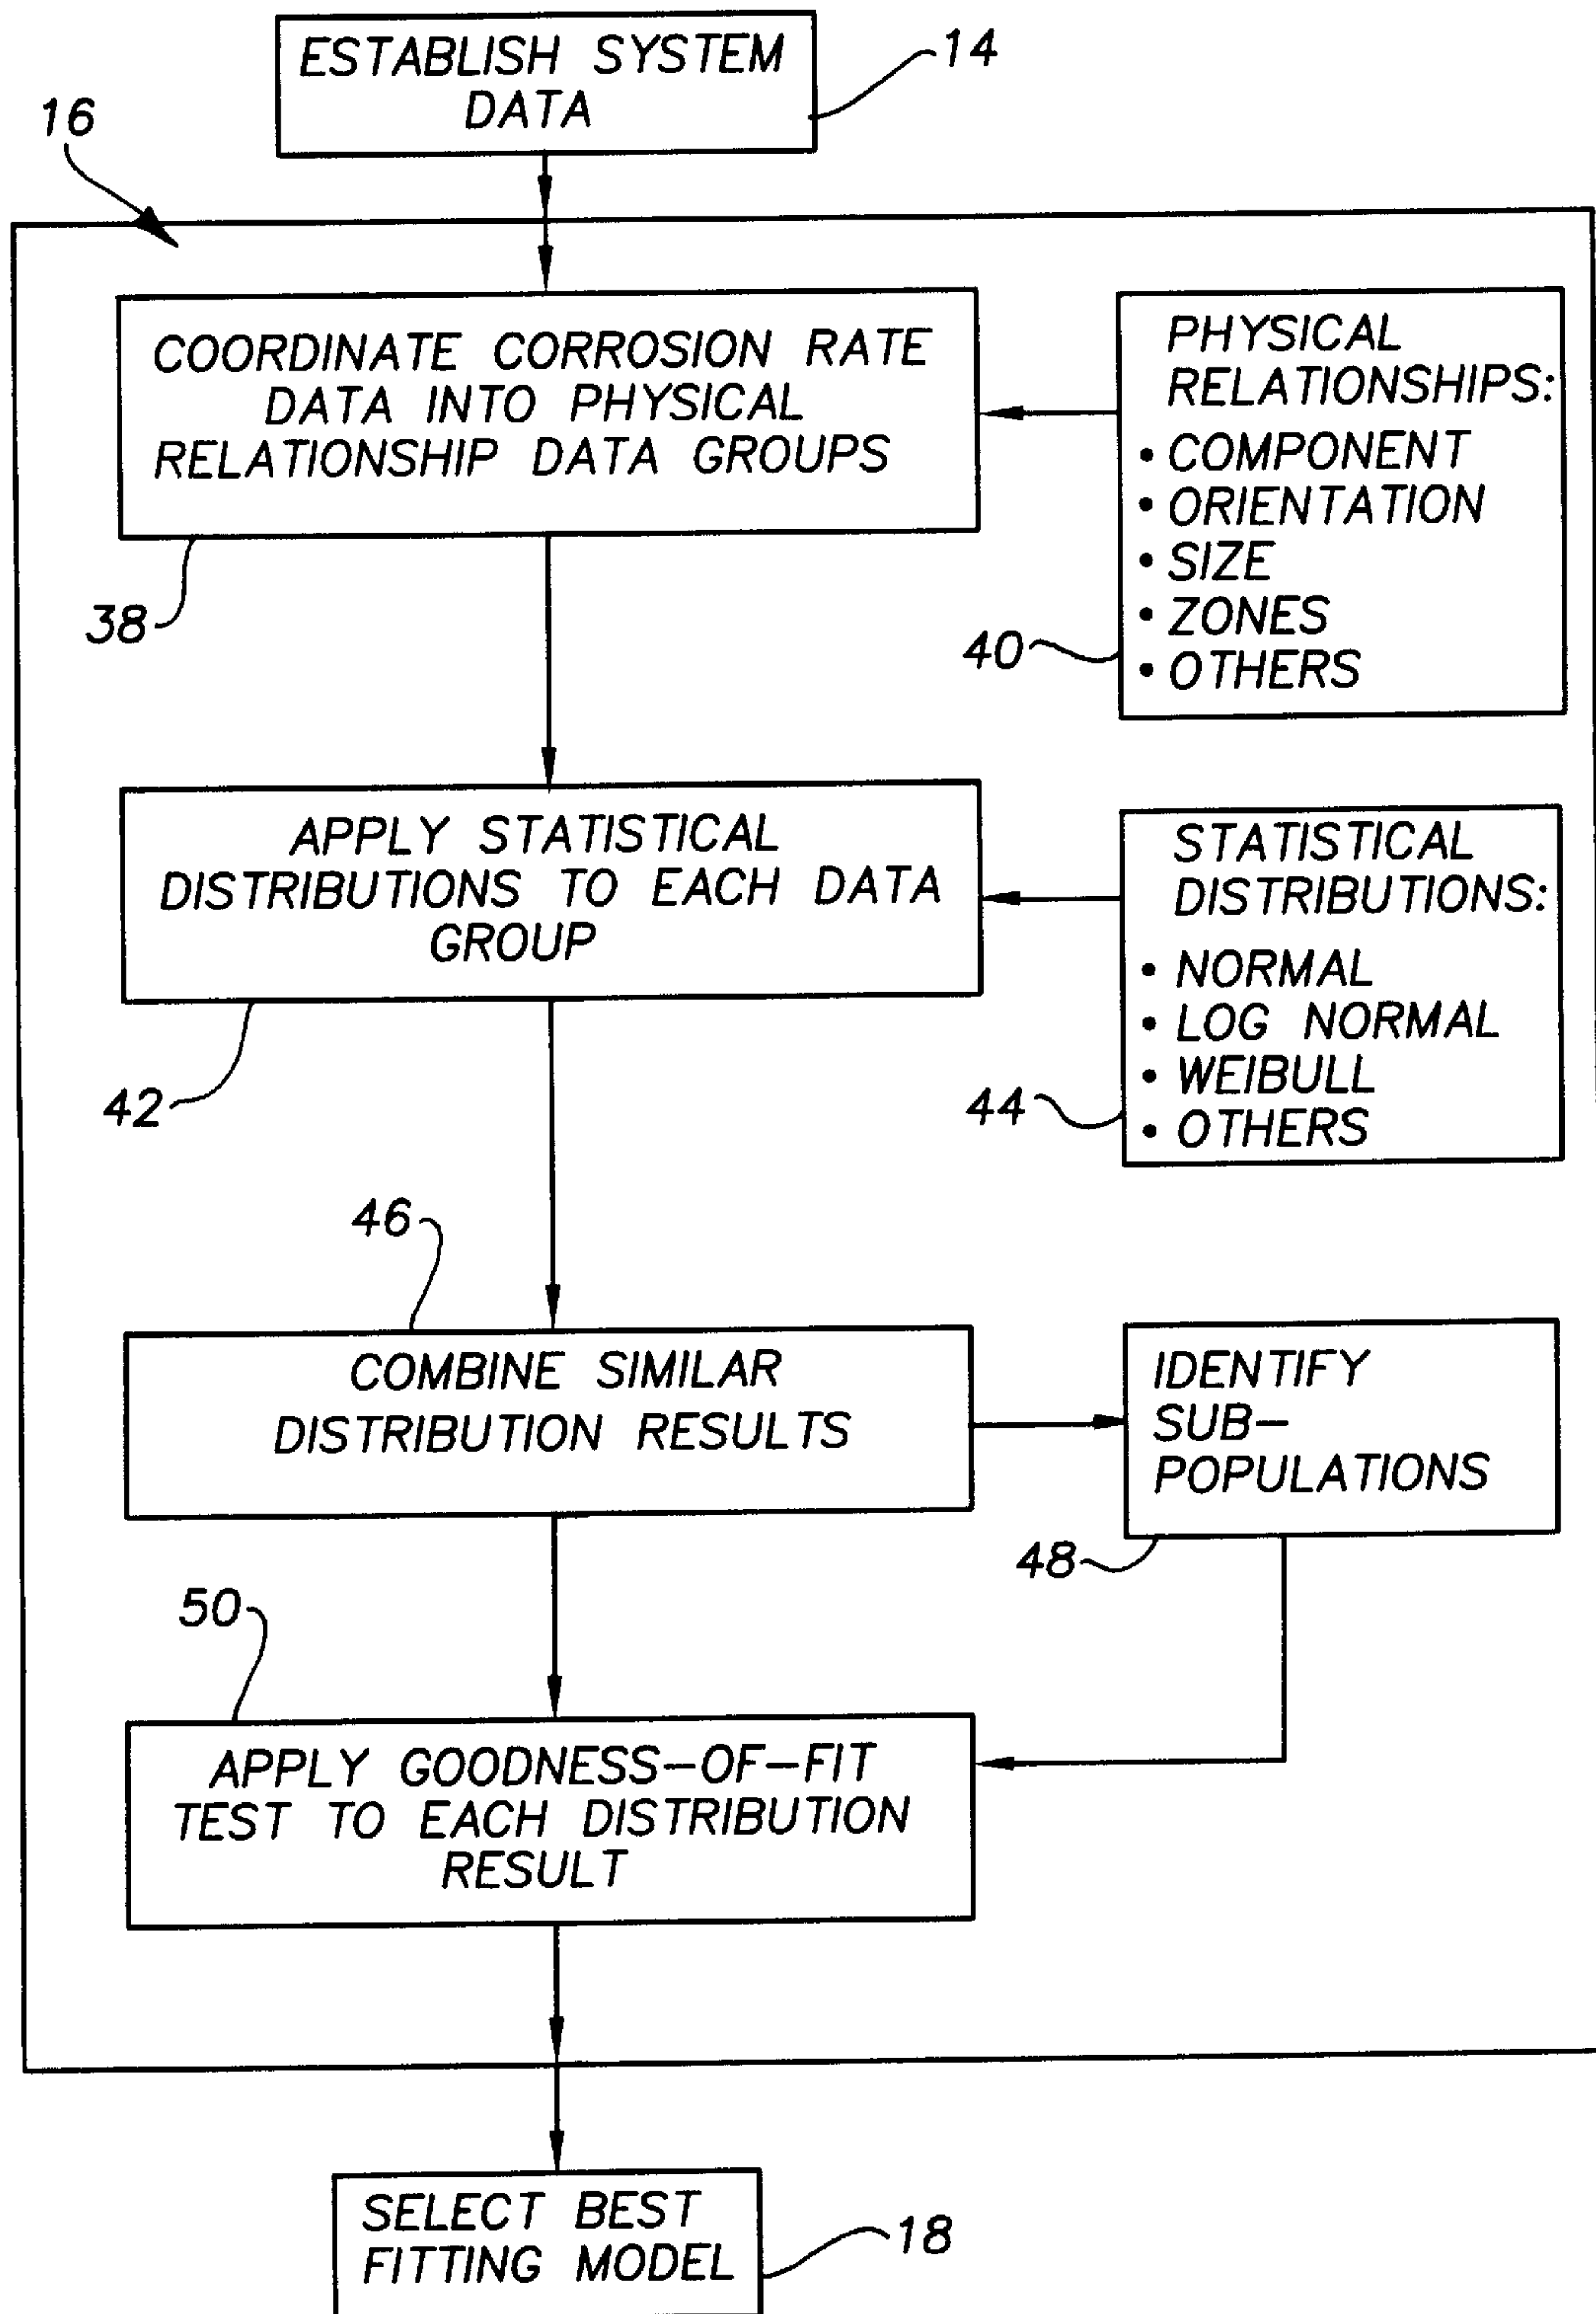 ESTABLISH SYSTEM
DATA
14
16
COORDINATE CORROSION RATE
DATA INTO PHYSICAL
RELATIONSHIP DATA GROUPS
38
PHYSICAL
RELATIONSHIPS:
• COMPONENT
• ORIENTATION
• SIZE
• ZONES
• OTHERS
40
APPLY STATISTICAL
DISTRIBUTIONS TO EACH DATA
GROUP
42
STATISTICAL
DISTRIBUTIONS:
• NORMAL
• LOG NORMAL
• WEIBULL
• OTHERS
44
46
COMBINE SIMILAR
DISTRIBUTION RESULTS
IDENTIFY
SUB-
POPULATIONS
48
50
APPLY GOODNESS-OF-FIT
TEST TO EACH DISTRIBUTION
RESULT
SELECT BEST
FITTING MODEL
18